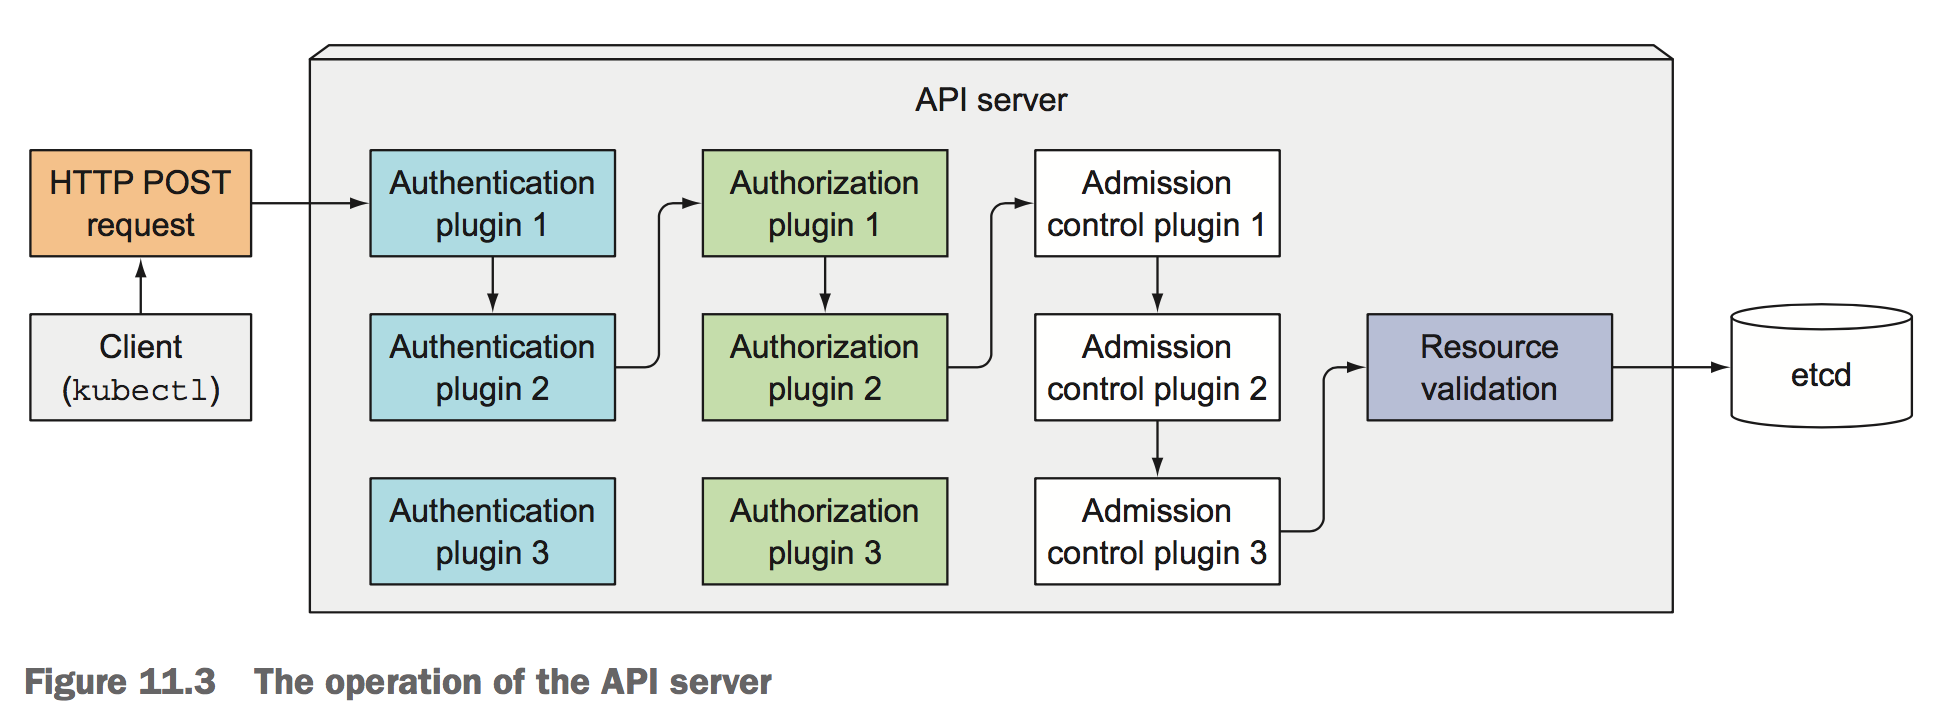 API server
HTTP POST
request
Client
(kubectl)
Authentication
plugin 1
Authentication
plugin 2
Authentication
plugin 3
Authorization
plugin 1
Authorization
plugin 2
Authorization
plugin 3
Admission
control plugin 1
Admission
control plugin 2
Admission
control plugin 3
Resource
validation
etcd
Figure 11.3 The operation of the API server